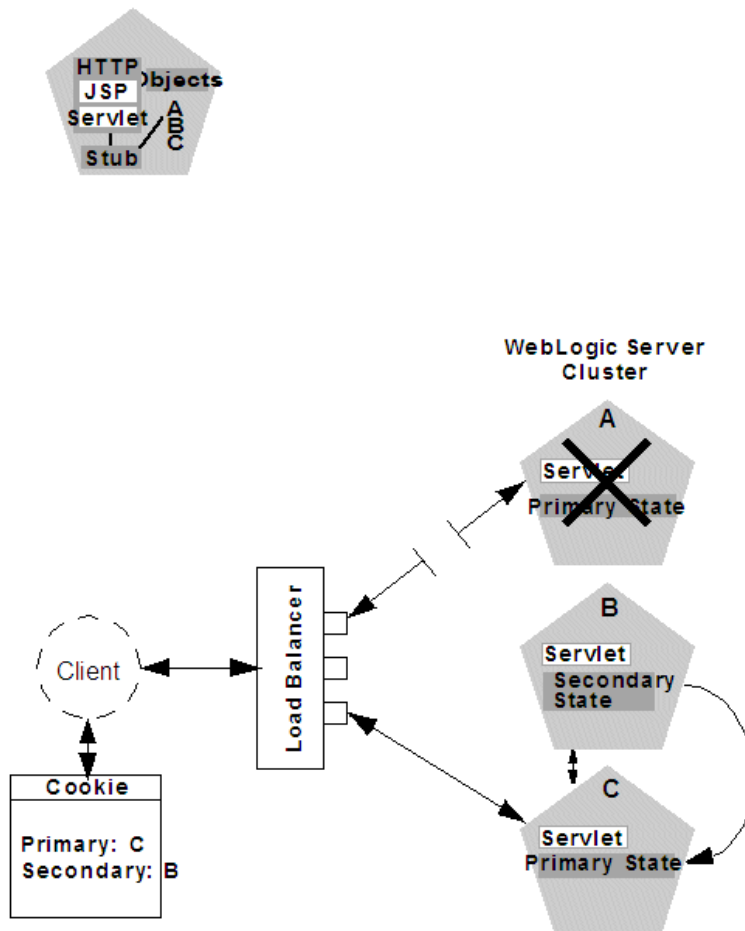 HTTP
Objects
JSP
Servlet
A
B
C
Stub
WebLogic Server
Cluster
A
Servlet
Primary State
B
Servlet
Secondary
State
Load Balancer
Client
C
Servlet
Primary State
Cookie
Primary: C
Secondary: B